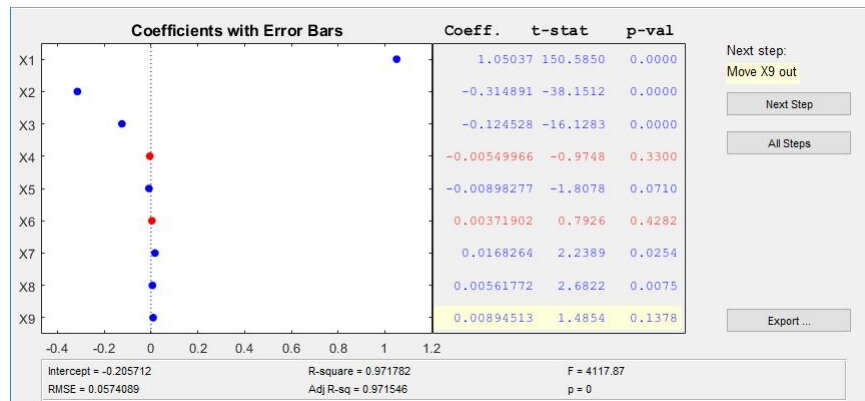 Coefficients with Error Bars
Coeff. t-stat p-val
X1 1.05037 150.5850 0.0000
X2 -0.314891 -38.1512 0.0000
X3 -0.124528 -16.1283 0.0000
X4 -0.00549966 -0.9748 0.3300
X5 -0.00898277 -1.8078 0.0710
X6 0.00371902 0.7926 0.4282
X7 0.0168264 2.2389 0.0254
X8 0.00561772 2.6822 0.0075
X9 0.00894513 1.4854 0.1378
-0.4 -0.2 0 0.2 0.4 0.6 0.8 1 1.2
Next step:
Move X9 out
Next Step
All Steps
Export ...
Intercept = -0.205712 R-square = 0.971782 F = 4117.87
RMSE = 0.0574089 Adj R-sq = 0.971546 p = 0